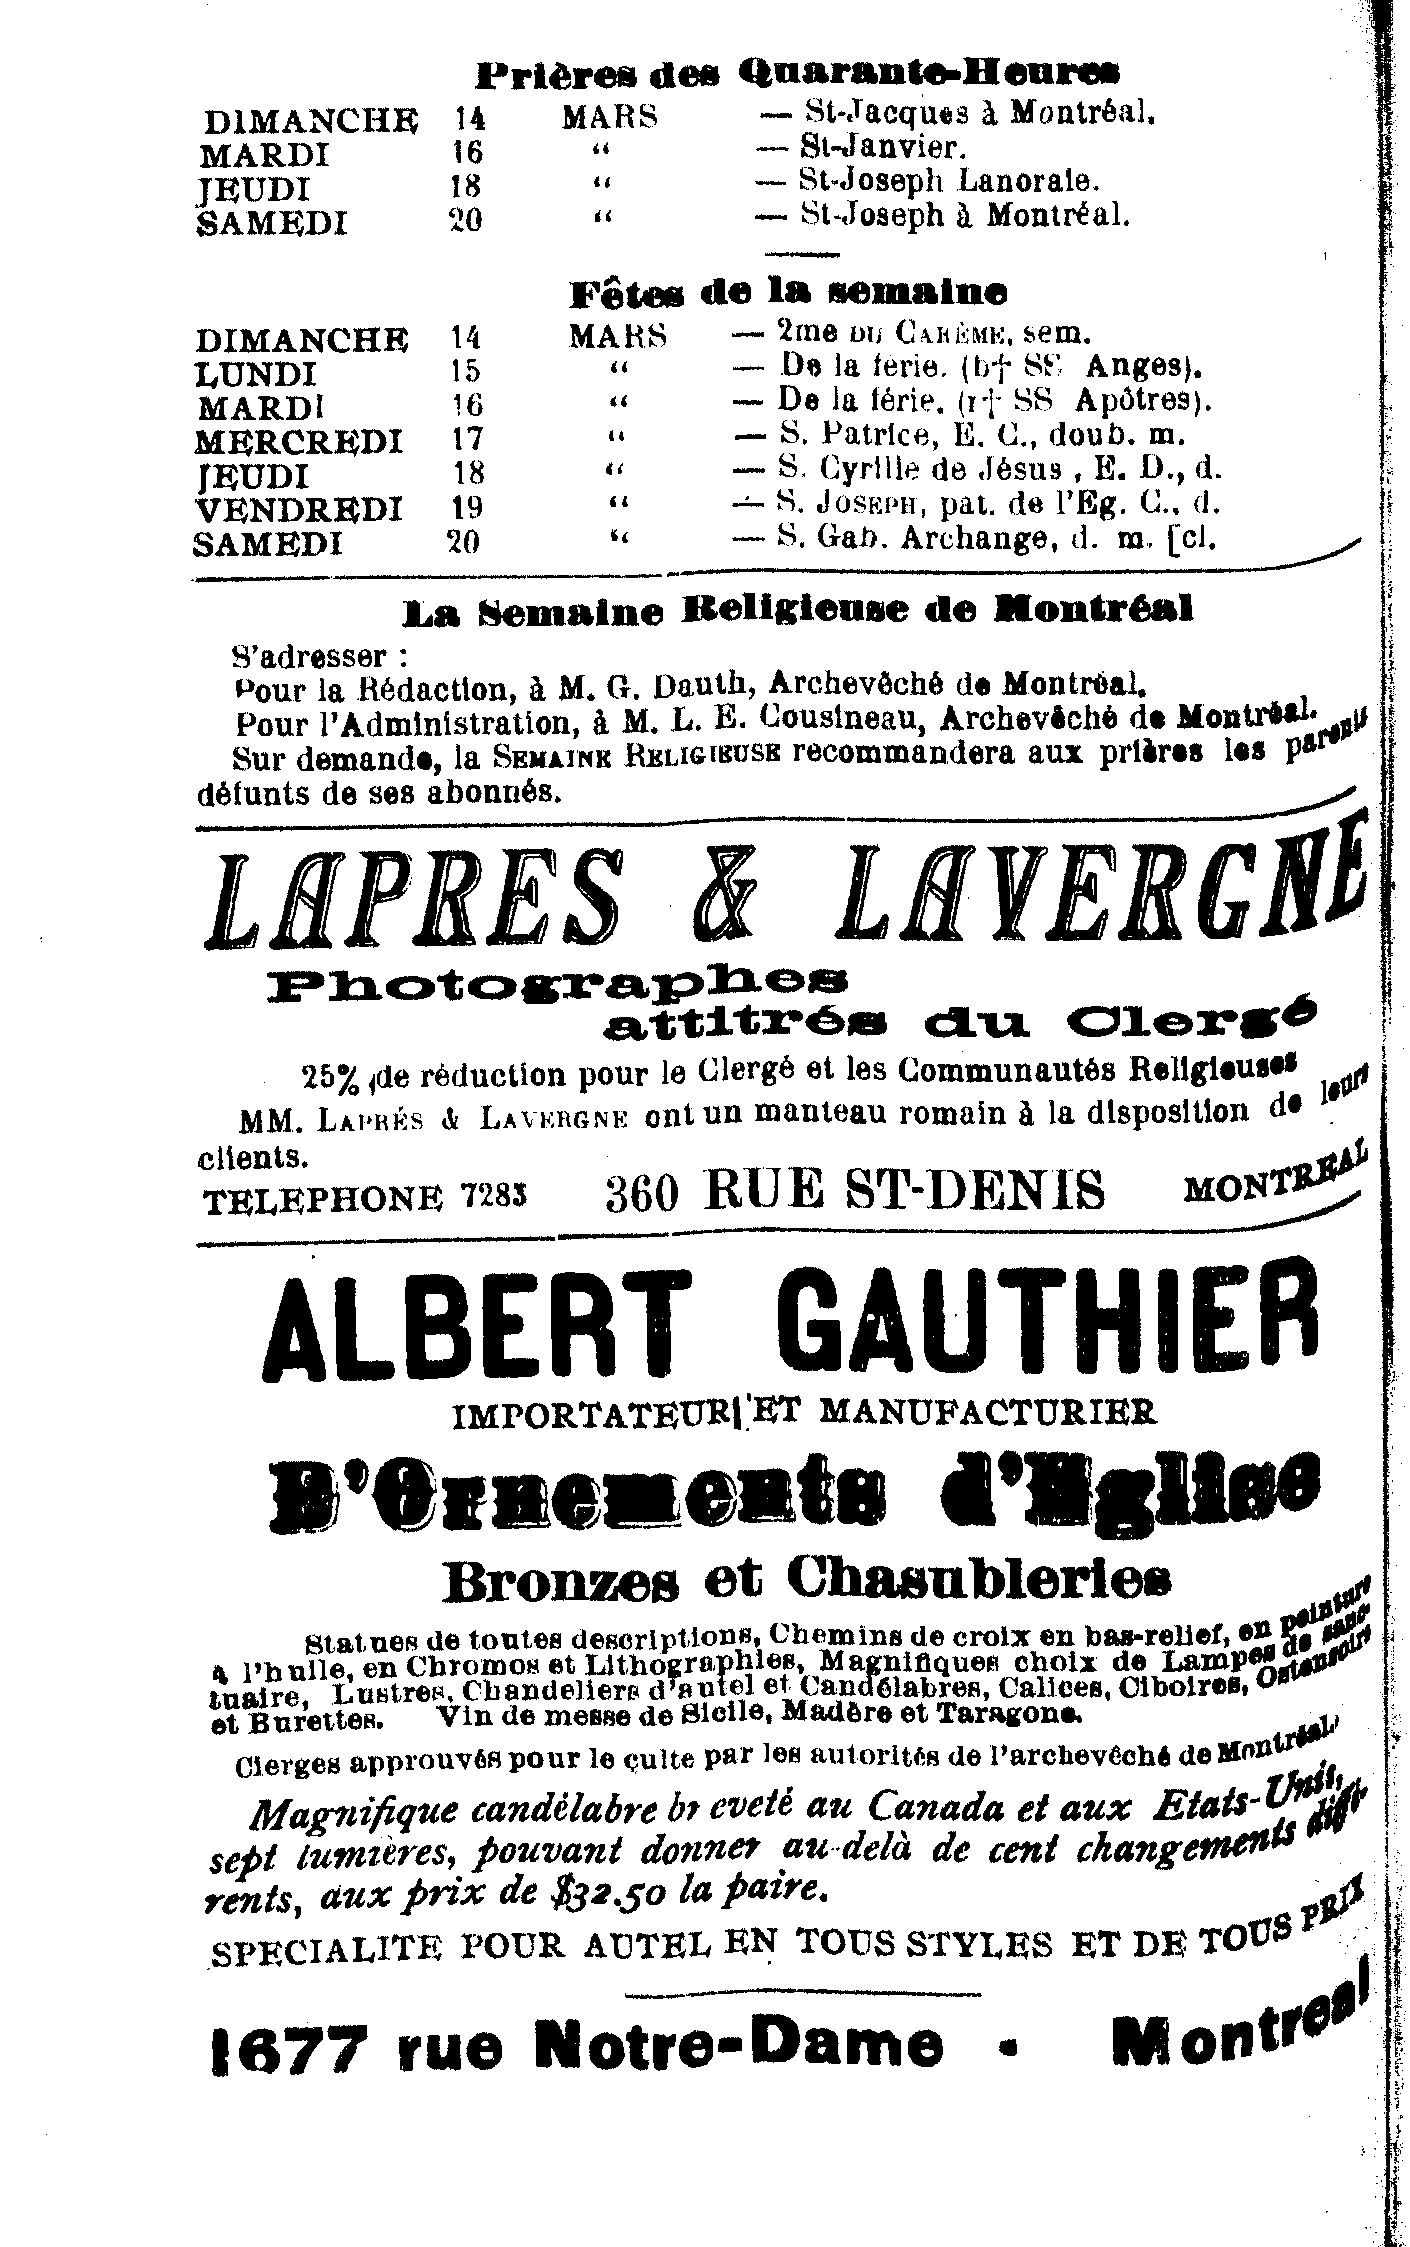 Prières des Quarante-Heures
DIMANCHE 14 MARS — St-Jacques à Montréal.
MARDI 16 “ — St-Janvier.
JEUDI 18 “ — St-Joseph Lanoraie.
SAMEDI 20 “ — St-Joseph à Montréal.
Fêtes de la semaine
DIMANCHE 14 MARS — 2me DU CARÊME, sem.
LUNDI 15 “ — De la férie. (b† SS. Anges).
MARDI 16 “ — De la férie. (r† SS Apôtres).
MERCREDI 17 “ — S. Patrice, E. C., doub. m.
JEUDI 18 “ — S. Cyrille de Jésus, E. D., d.
VENDREDI 19 “ — S. JOSEPH, pat. de l'Eg. C., d.
SAMEDI 20 “ — S. Gab. Archange, d. m. [cl.
La Semaine Religieuse de Montréal
S'adresser :
Pour la Rédaction, à M. G. Dauth, Archevêché de Montréal.
Pour l'Administration, à M. L. E. Cousineau, Archevêché de Montréal.
Sur demande, la SEMAINE RELIGIEUSE recommandera aux prières les parents
défunts de ses abonnés.
LAPRES & LAVERGNE
Photographes
attitrés du Clergé
25% de réduction pour le Clergé et les Communautés Religieuses
MM. LAPRÉS & LAVERGNE ont un manteau romain à la disposition de leurs
clients.
TELEPHONE 7283 360 RUE ST-DENIS MONTREAL
ALBERT GAUTHIER
IMPORTATEUR ET MANUFACTURIER
D'Ornements d'Eglise
Bronzes et Chasubleries
Statues de toutes descriptions, Chemins de croix en bas-relief, en peinture
à l'huile, en Chromos et Lithographies, Magnifiques choix de Lampes de sanc-
tuaire, Lustres, Chandeliers d'autel et Candélabres, Calices, Ciboires, Ostensoirs
et Burettes. Vin de messe de Sicile, Madère et Taragone.
Cierges approuvés pour le culte par les autorités de l'archevêché de Montréal
Magnifique candélabre breveté au Canada et aux Etats-Unis,
sept lumières, pouvant donner au-delà de cent changements diffé-
rents, aux prix de $32.50 la paire.
SPECIALITE POUR AUTEL EN TOUS STYLES ET DE TOUS PRIX
1677 rue Notre-Dame - Montreal